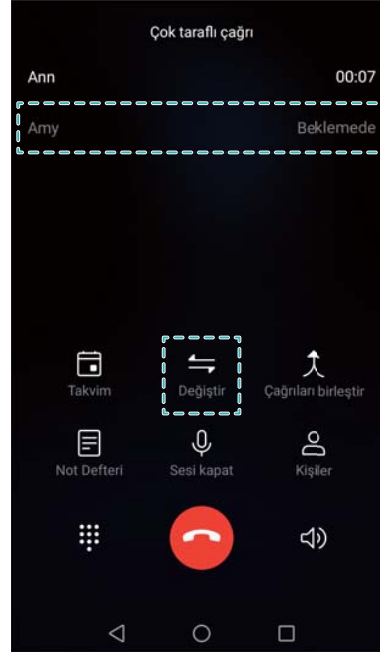 Çok taraflı çağrı
Ann 00:07
Amy Beklemede
Takvim Değiştir Çağrıları birleştir
Not Defteri Sesi kapat Kişiler